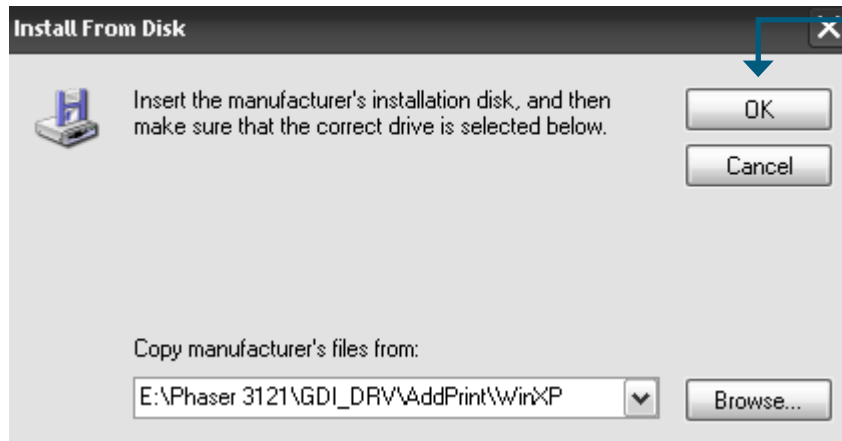 Install From Disk
Insert the manufacturer's installation disk, and then
make sure that the correct drive is selected below.
OK
Cancel
Copy manufacturer's files from:
E:\Phaser 3121\GDI_DRV\AddPrint\WinXP
Browse...